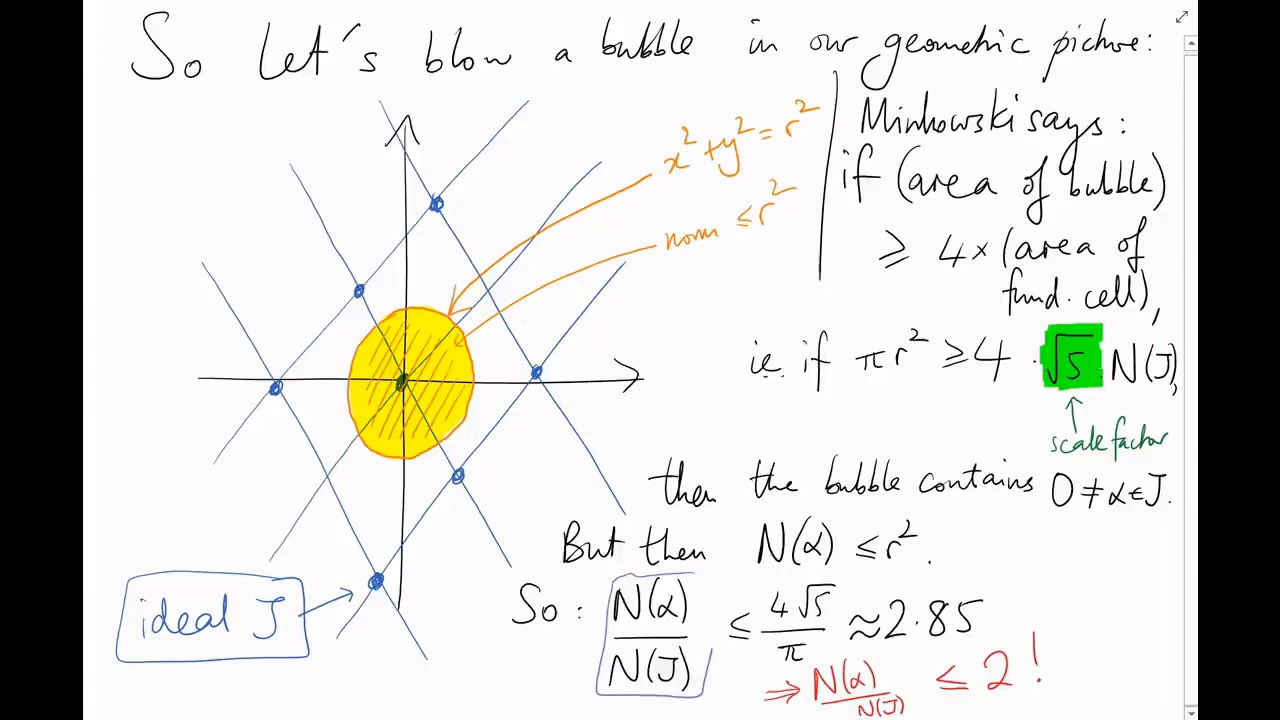 So let's blow a bubble in our geometric picture:
x² + y² = r²
norm ≤ r²
Minkowski says:
if (area of bubble)
≥ 4 × (area of
fund. cell),
i.e. if πr² ≥ 4 · √5 N(J),
scale factor
then the bubble contains 0 ≠ α ∈ J.
But then N(α) ≤ r².
So: N(α)/N(J) ≤ 4√5/π ≈ 2.85
⇒ N(α)/N(J) ≤ 2!
ideal J